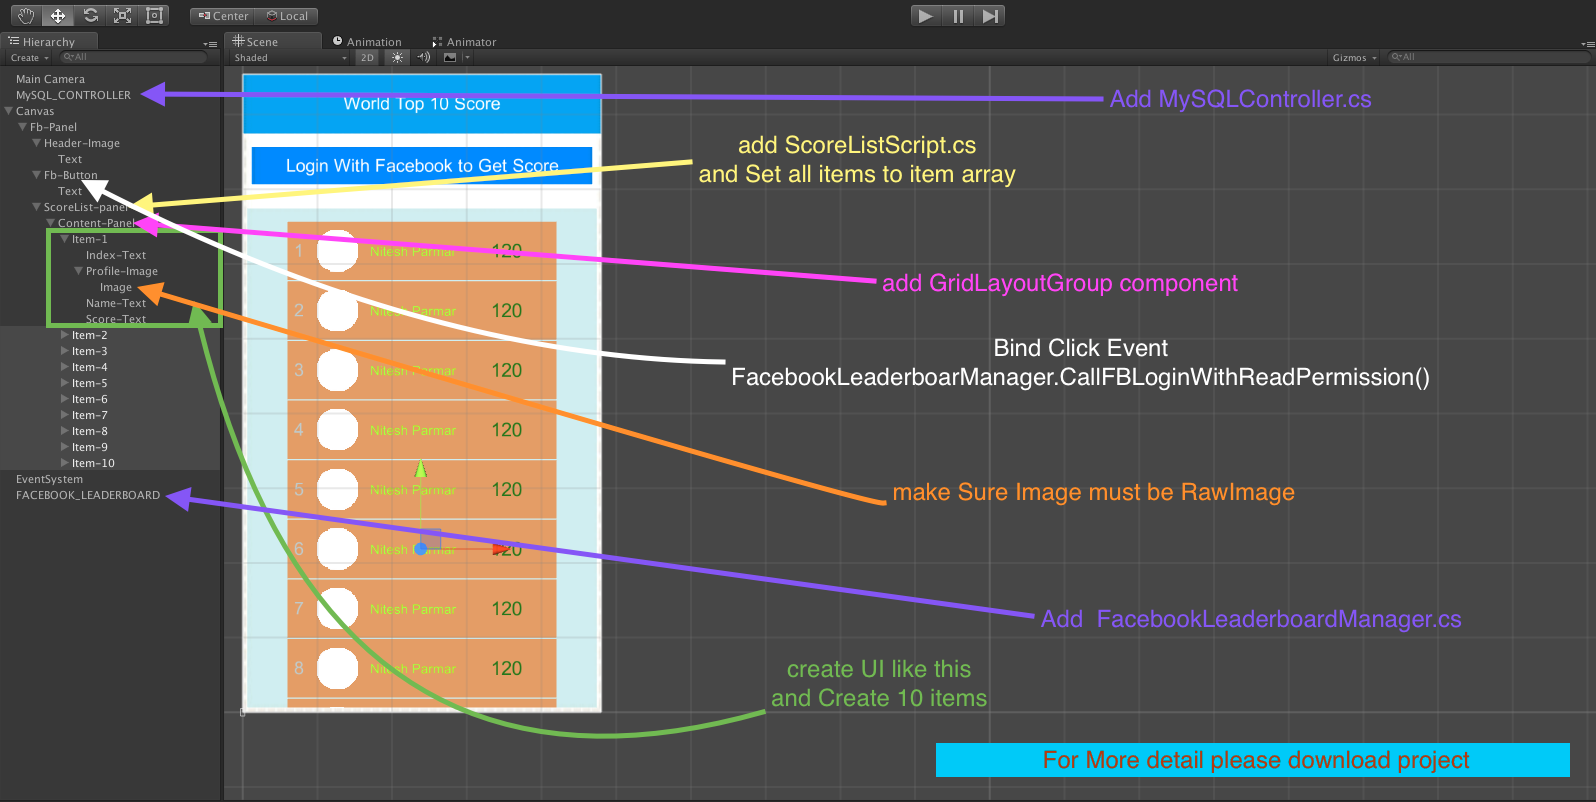 Center
Local
Hierarchy
Scene
Animation
Animator
Create
All
Shaded
2D
Gizmos
All
Main Camera
MySQL_CONTROLLER
Canvas
Fb-Panel
Header-Image
Text
Fb-Button
Text
ScoreList-panel
Content-Panel
Item-1
Index-Text
Profile-Image
Image
Name-Text
Score-Text
Item-2
Item-3
Item-4
Item-5
Item-6
Item-7
Item-8
Item-9
Item-10
EventSystem
FACEBOOK_LEADERBOARD
World Top 10 Score
Login With Facebook to Get Score
1 Nitesh Parmar 120
2 Nitesh Parmar 120
3 Nitesh Parmar 120
4 Nitesh Parmar 120
5 Nitesh Parmar 120
6 Nitesh Parmar 120
7 Nitesh Parmar 120
8 Nitesh Parmar 120
Add MySQLController.cs
add ScoreListScript.cs
and Set all items to item array
add GridLayoutGroup component
Bind Click Event
FacebookLeaderboarManager.CallFBLoginWithReadPermission()
make Sure Image must be RawImage
Add FacebookLeaderboardManager.cs
create UI like this
and Create 10 items
For More detail please download project